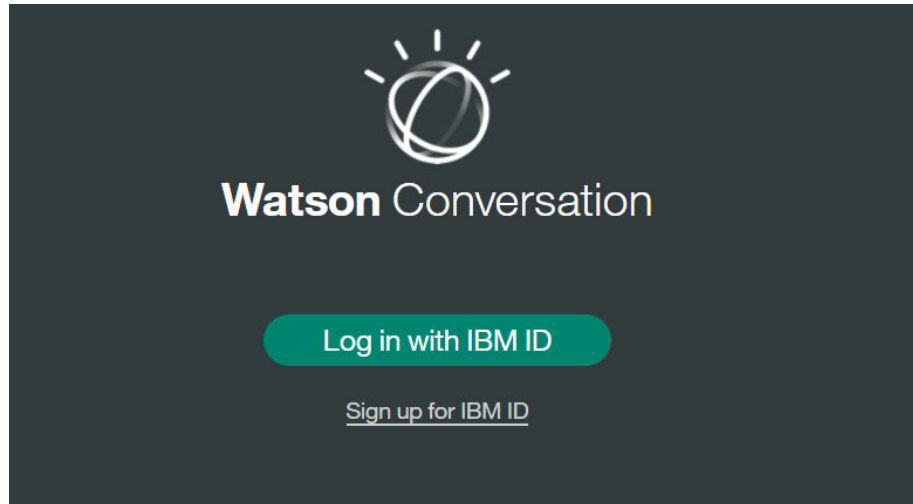 Watson Conversation
Log in with IBM ID
Sign up for IBM ID